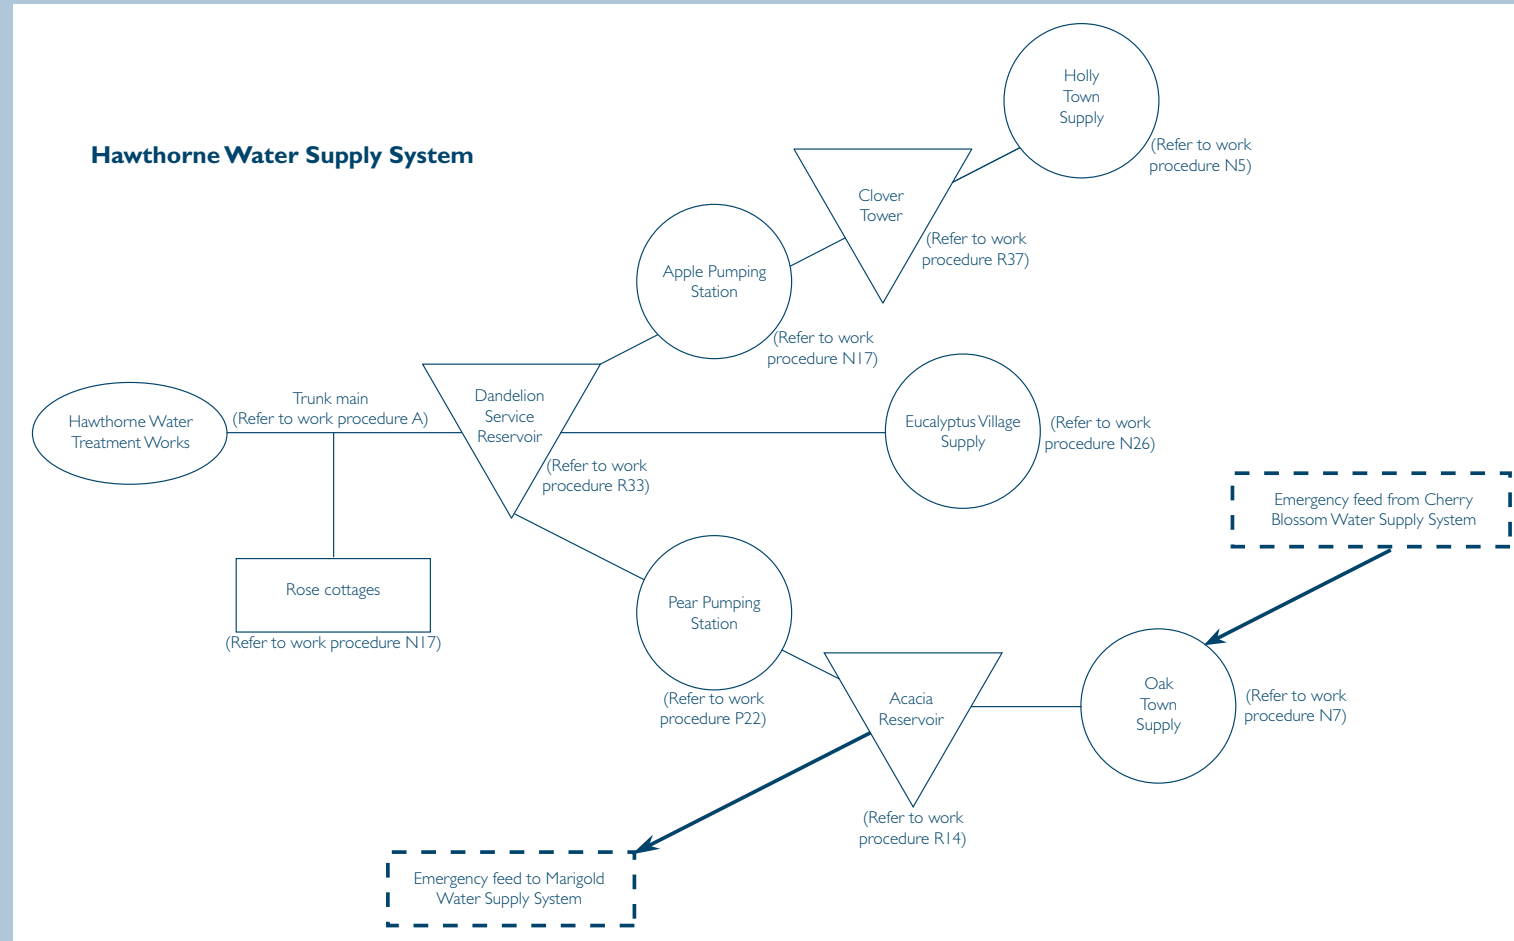 Hawthorne Water Supply System
Holly
Town
Supply
(Refer to work
procedure N5)
Clover
Tower
(Refer to work
procedure R37)
Apple Pumping
Station
(Refer to work
procedure N17)
Trunk main
(Refer to work procedure A)
Hawthorne Water
Treatment Works
Dandelion
Service
Reservoir
(Refer to work
procedure R33)
Eucalyptus Village
Supply
(Refer to work
procedure N26)
Emergency feed from Cherry
Blossom Water Supply System
Rose cottages
(Refer to work procedure N17)
Pear Pumping
Station
(Refer to work
procedure P22)
Acacia
Reservoir
(Refer to work
procedure R14)
Oak
Town
Supply
(Refer to work
procedure N7)
Emergency feed to Marigold
Water Supply System